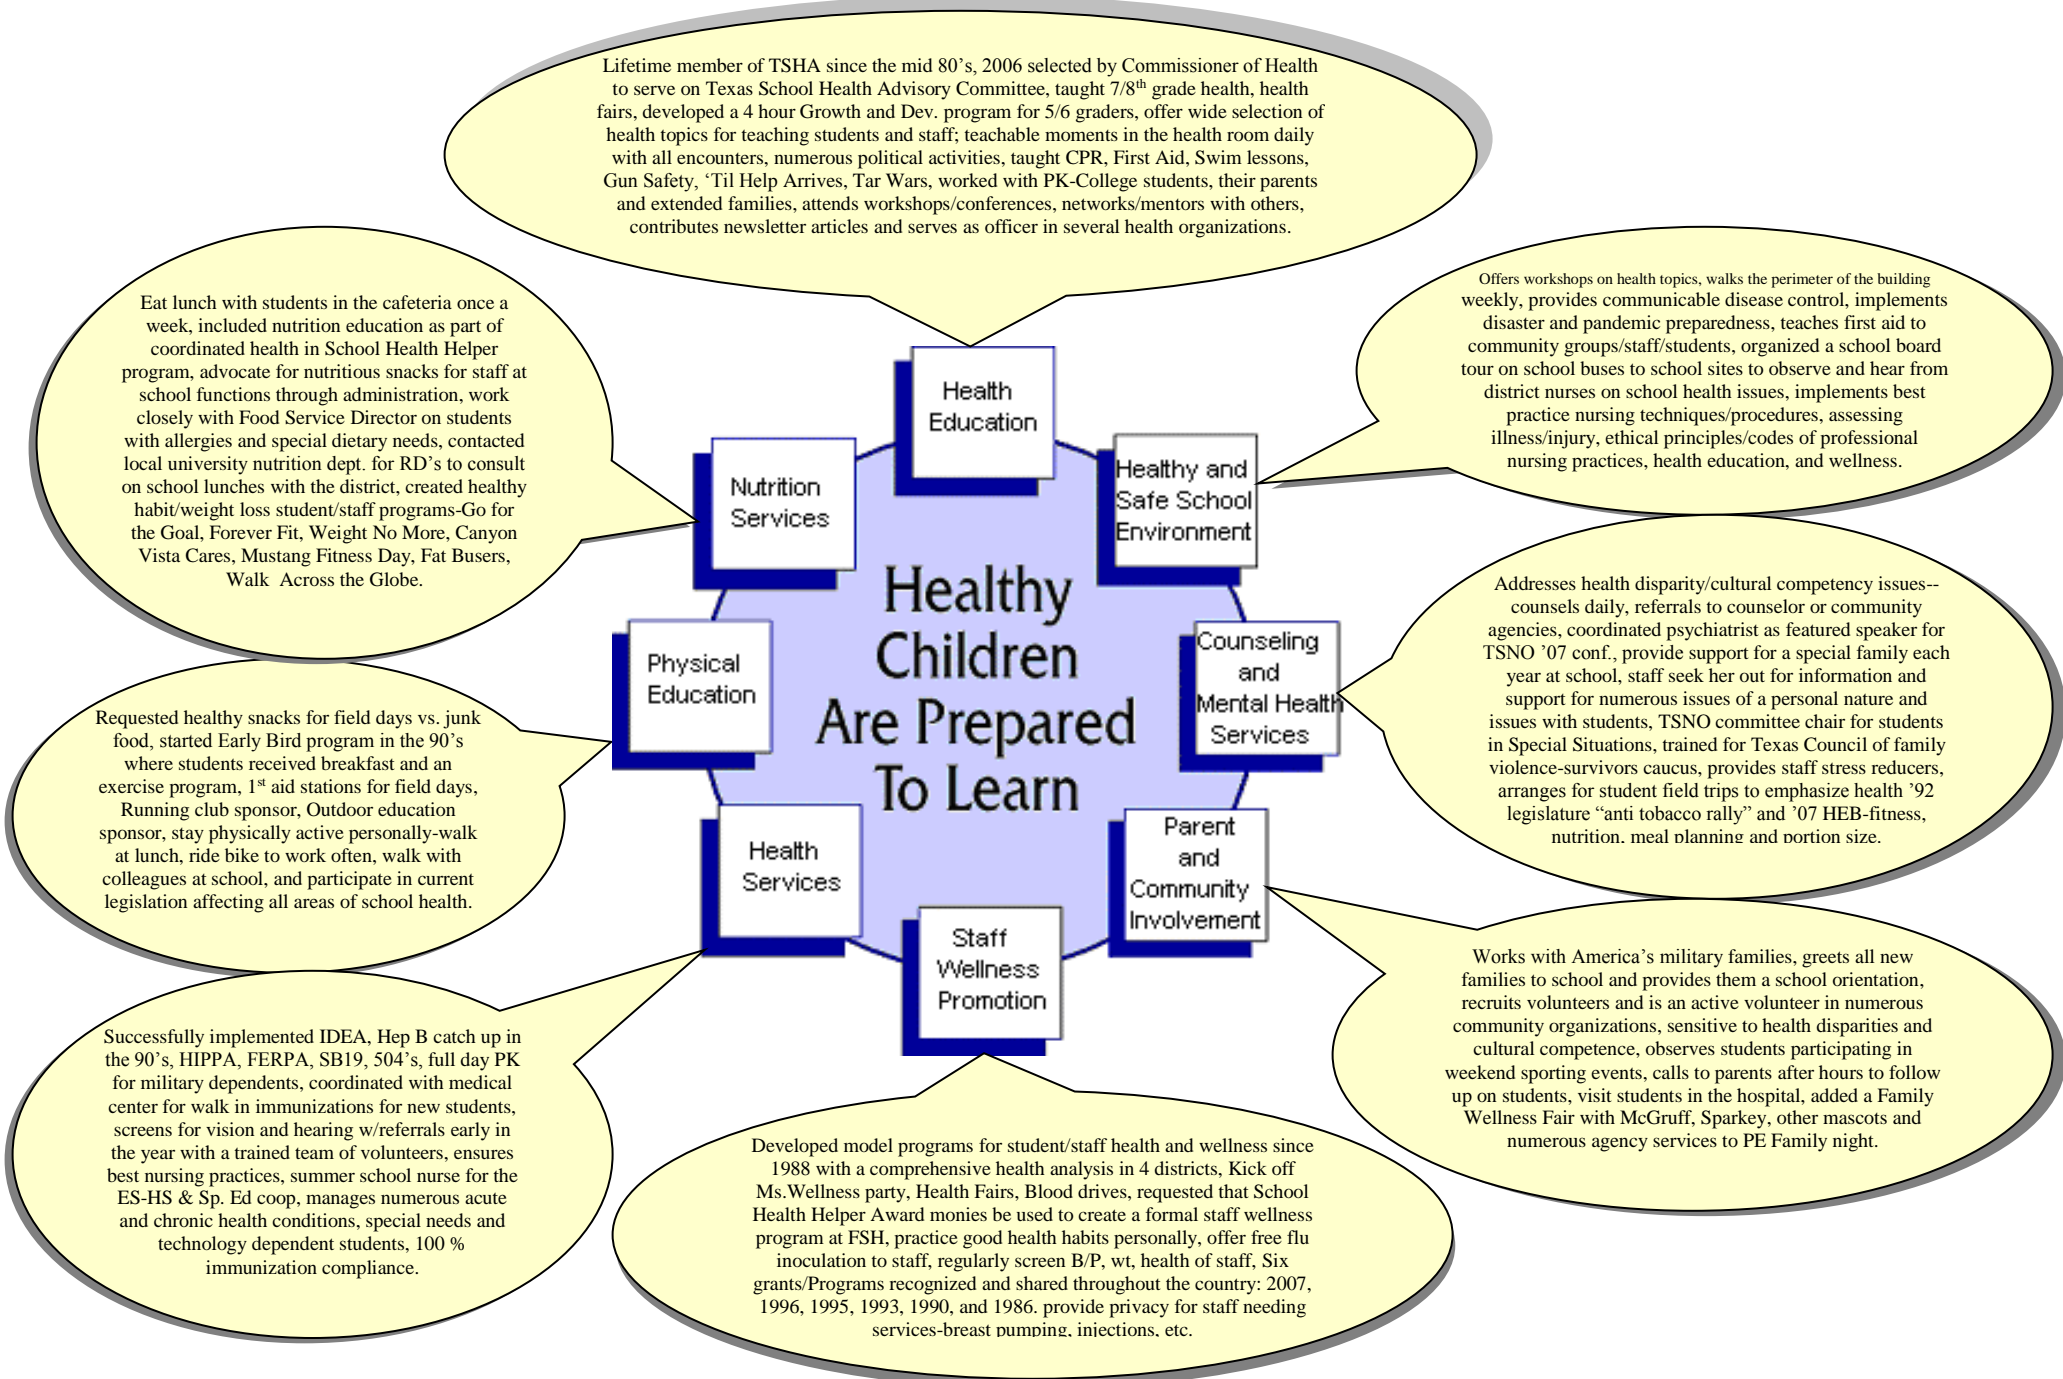 Lifetime member of TSHA since the mid 80’s, 2006 selected by Commissioner of Health
to serve on Texas School Health Advisory Committee, taught 7/8th grade health, health
fairs, developed a 4 hour Growth and Dev. program for 5/6 graders, offer wide selection of
health topics for teaching students and staff; teachable moments in the health room daily
with all encounters, numerous political activities, taught CPR, First Aid, Swim lessons,
Gun Safety, ‘Til Help Arrives, Tar Wars, worked with PK-College students, their parents
and extended families, attends workshops/conferences, networks/mentors with others,
contributes newsletter articles and serves as officer in several health organizations.
Eat lunch with students in the cafeteria once a
week, included nutrition education as part of
coordinated health in School Health Helper
program, advocate for nutritious snacks for staff at
school functions through administration, work
closely with Food Service Director on students
with allergies and special dietary needs, contacted
local university nutrition dept. for RD’s to consult
on school lunches with the district, created healthy
habit/weight loss student/staff programs-Go for
the Goal, Forever Fit, Weight No More, Canyon
Vista Cares, Mustang Fitness Day, Fat Busers,
Walk Across the Globe.
Offers workshops on health topics, walks the perimeter of the building
weekly, provides communicable disease control, implements
disaster and pandemic preparedness, teaches first aid to
community groups/staff/students, organized a school board
tour on school buses to school sites to observe and hear from
district nurses on school health issues, implements best
practice nursing techniques/procedures, assessing
illness/injury, ethical principles/codes of professional
nursing practices, health education, and wellness.
Health
Education
Nutrition
Services
Healthy and
Safe School
Environment
Healthy
Children
Are Prepared
To Learn
Physical
Education
Counseling
and
Mental Health
Services
Health
Services
Parent
and
Community
Involvement
Staff
Wellness
Promotion
Addresses health disparity/cultural competency issues--
counsels daily, referrals to counselor or community
agencies, coordinated psychiatrist as featured speaker for
TSNO ’07 conf., provide support for a special family each
year at school, staff seek her out for information and
support for numerous issues of a personal nature and
issues with students, TSNO committee chair for students
in Special Situations, trained for Texas Council of family
violence-survivors caucus, provides staff stress reducers,
arranges for student field trips to emphasize health ’92
legislature “anti tobacco rally” and ’07 HEB-fitness,
nutrition, meal planning and portion size.
Requested healthy snacks for field days vs. junk
food, started Early Bird program in the 90’s
where students received breakfast and an
exercise program, 1st aid stations for field days,
Running club sponsor, Outdoor education
sponsor, stay physically active personally-walk
at lunch, ride bike to work often, walk with
colleagues at school, and participate in current
legislation affecting all areas of school health.
Works with America’s military families, greets all new
families to school and provides them a school orientation,
recruits volunteers and is an active volunteer in numerous
community organizations, sensitive to health disparities and
cultural competence, observes students participating in
weekend sporting events, calls to parents after hours to follow
up on students, visit students in the hospital, added a Family
Wellness Fair with McGruff, Sparkey, other mascots and
numerous agency services to PE Family night.
Successfully implemented IDEA, Hep B catch up in
the 90’s, HIPPA, FERPA, SB19, 504’s, full day PK
for military dependents, coordinated with medical
center for walk in immunizations for new students,
screens for vision and hearing w/referrals early in
the year with a trained team of volunteers, ensures
best nursing practices, summer school nurse for the
ES-HS & Sp. Ed coop, manages numerous acute
and chronic health conditions, special needs and
technology dependent students, 100 %
immunization compliance.
Developed model programs for student/staff health and wellness since
1988 with a comprehensive health analysis in 4 districts, Kick off
Ms.Wellness party, Health Fairs, Blood drives, requested that School
Health Helper Award monies be used to create a formal staff wellness
program at FSH, practice good health habits personally, offer free flu
inoculation to staff, regularly screen B/P, wt, health of staff, Six
grants/Programs recognized and shared throughout the country: 2007,
1996, 1995, 1993, 1990, and 1986. provide privacy for staff needing
services-breast pumping, injections, etc.